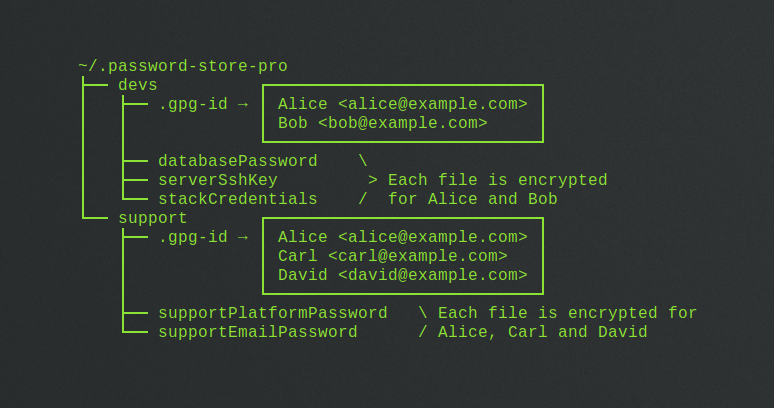 ~/.password-store-pro
devs
.gpg-id → Alice <alice@example.com>
Bob <bob@example.com>
databasePassword \
serverSshKey > Each file is encrypted
stackCredentials / for Alice and Bob
support
.gpg-id → Alice <alice@example.com>
Carl <carl@example.com>
David <david@example.com>
supportPlatformPassword \ Each file is encrypted for
supportEmailPassword / Alice, Carl and David